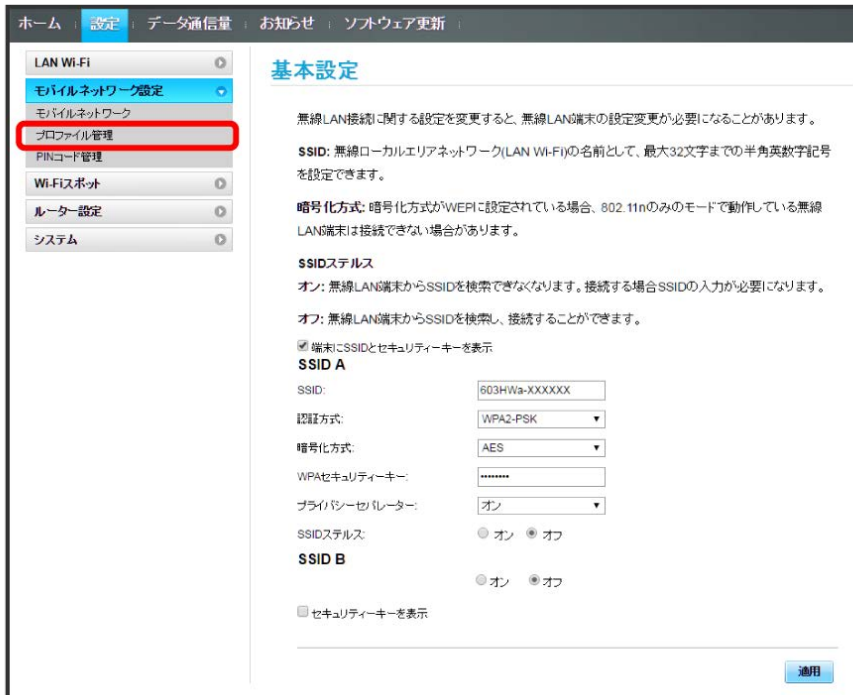 ホーム 設定 データ通信量 お知らせ ソフトウェア更新
LAN Wi-Fi
モバイルネットワーク設定
モバイルネットワーク
プロファイル管理
PINコード管理
Wi-Fiスポット
ルーター設定
システム
基本設定
無線LAN接続に関する設定を変更すると、無線LAN端末の設定変更が必要になることがあります。
SSID: 無線ローカルエリアネットワーク(LAN Wi-Fi)の名前として、最大32文字までの半角英数字記号
を設定できます。
暗号化方式: 暗号化方式がWEPに設定されている場合、802.11nのみのモードで動作している無線
LAN端末は接続できない場合があります。
SSIDステルス
オン: 無線LAN端末からSSIDを検索できなくなります。接続する場合SSIDの入力が必要になります。
オフ: 無線LAN端末からSSIDを検索し、接続することができます。
端末にSSIDとセキュリティーキーを表示
SSID A
SSID: 603HWa-XXXXXX
認証方式: WPA2-PSK
暗号化方式: AES
WPAセキュリティーキー: ••••••••
プライバシーセパレーター: オン
SSIDステルス: オン オフ
SSID B
オン オフ
セキュリティーキーを表示
適用